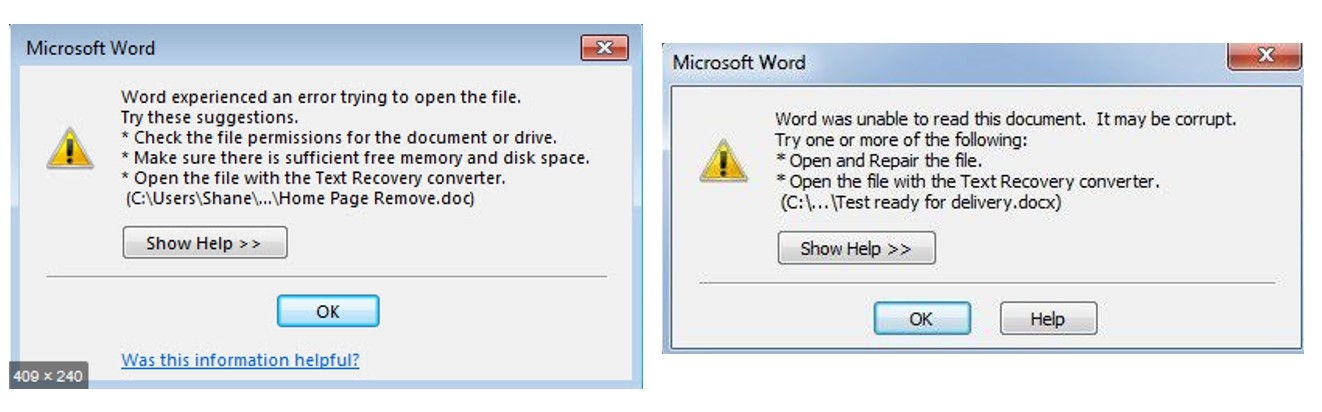 Microsoft Word
Word experienced an error trying to open the file.
Try these suggestions.
* Check the file permissions for the document or drive.
* Make sure there is sufficient free memory and disk space.
* Open the file with the Text Recovery converter.
(C:\Users\Shane\...\Home Page Remove.doc)
Show Help >>
OK
Was this information helpful?
409 × 240
Microsoft Word
Word was unable to read this document.  It may be corrupt.
Try one or more of the following:
* Open and Repair the file.
* Open the file with the Text Recovery converter.
(C:\...\Test ready for delivery.docx)
Show Help >>
OK
Help